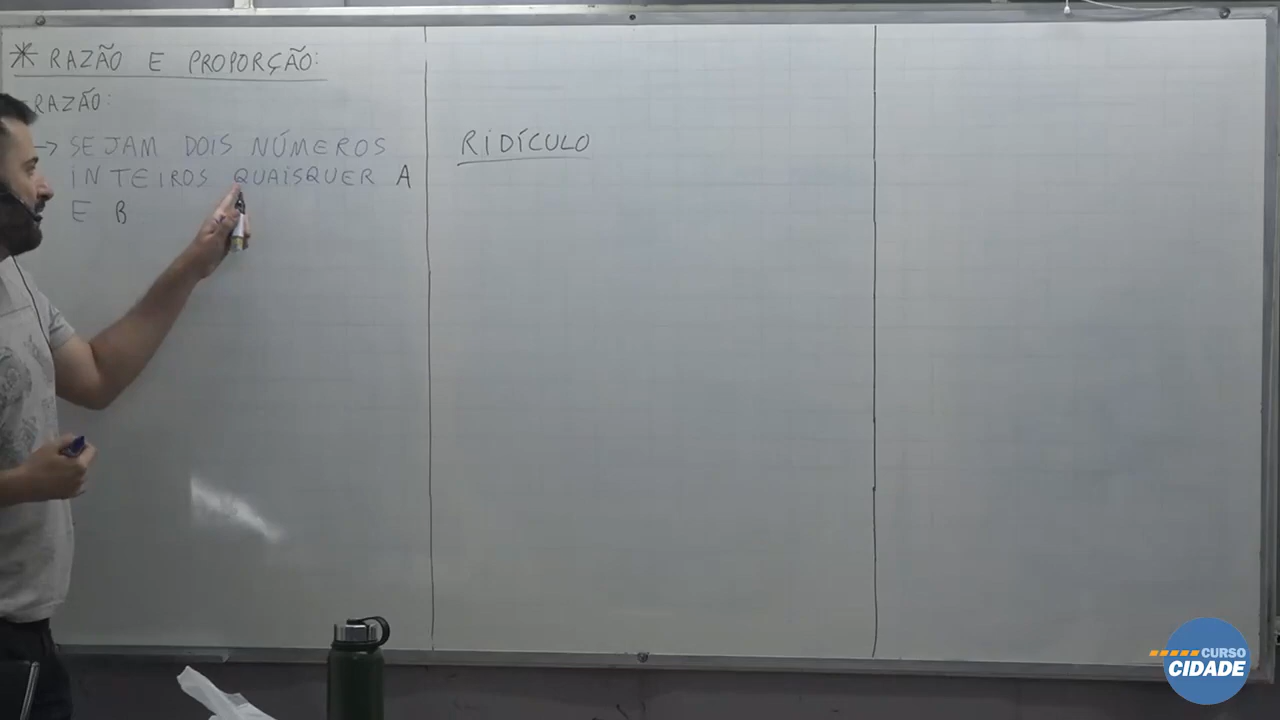 * RAZÃO E PROPORÇÃO:
RAZÃO:
→ SEJAM DOIS NÚMEROS
INTEIROS QUAISQUER A
E B
RIDÍCULO
CURSO
CIDADE